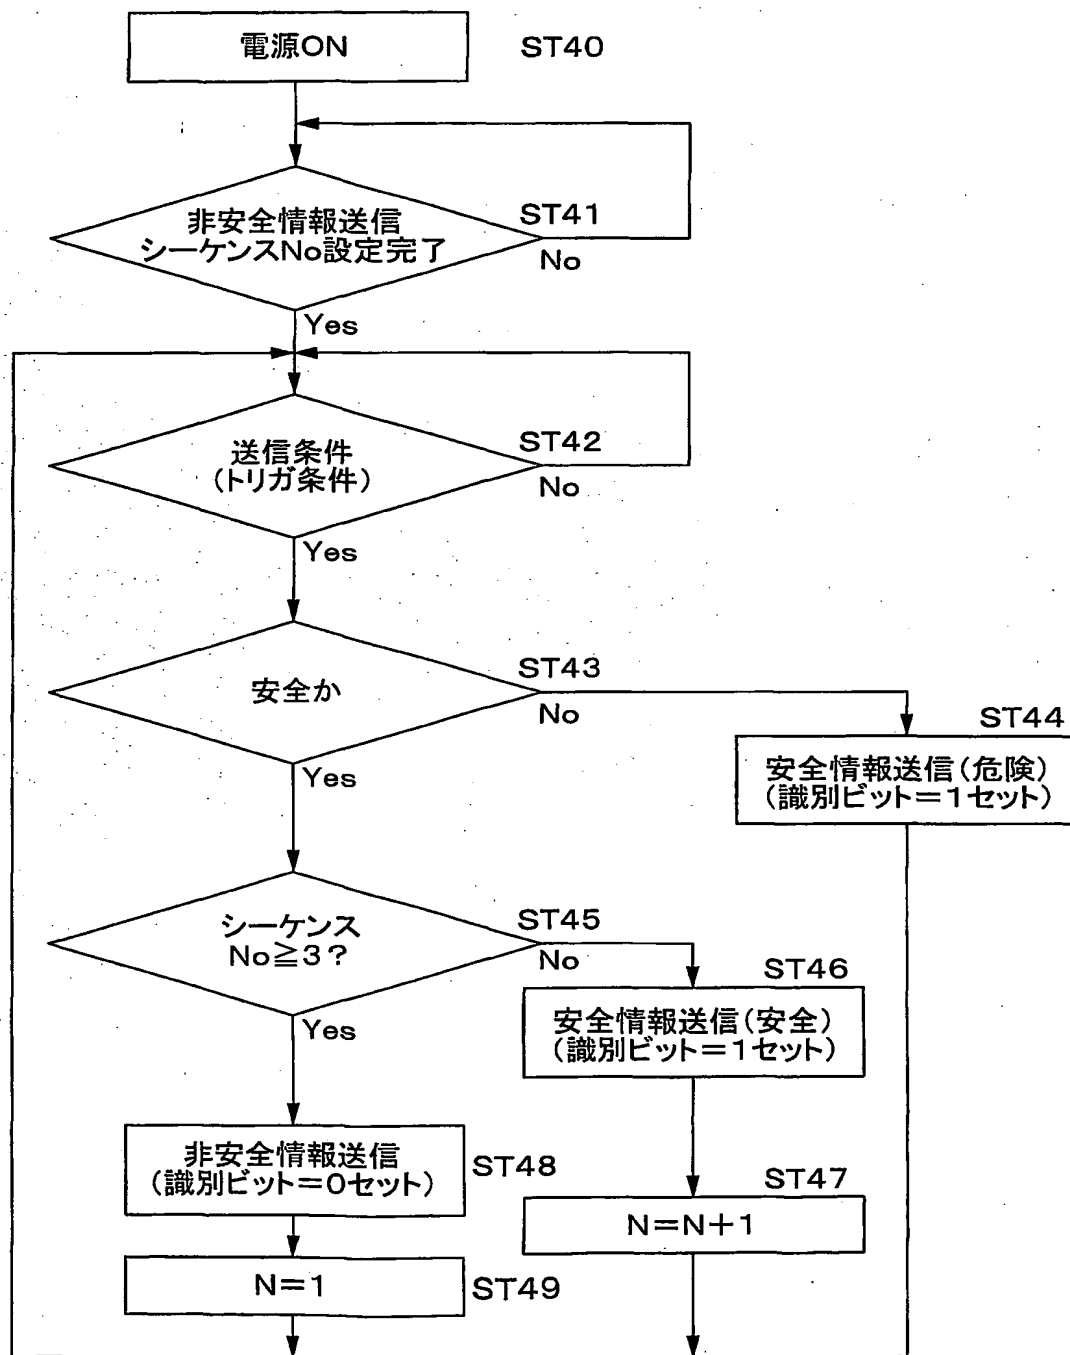 電源ON
ST40
非安全情報送信
シーケンスNo設定完了
ST41
No
Yes
送信条件
(トリガ条件)
ST42
No
Yes
安全か
ST43
No
Yes
ST44
安全情報送信(危険)
(識別ビット=1セット)
シーケンス
No≧3?
ST45
No
Yes
ST46
安全情報送信(安全)
(識別ビット=1セット)
非安全情報送信
(識別ビット=0セット)
ST48
ST47
N=N+1
N=1
ST49